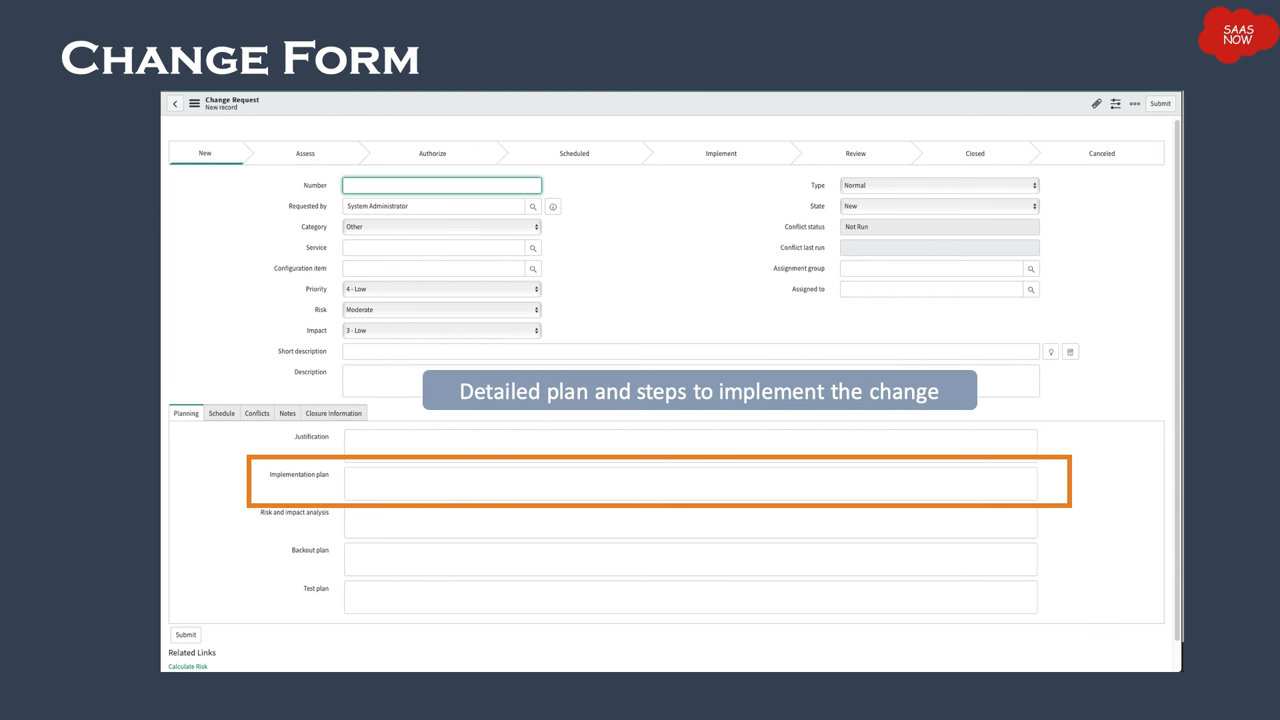 CHANGE FORM
SAAS
NOW
Change Request
New record
Submit
New Assess Authorize Scheduled Implement Review Closed Canceled
Number
Type Normal
Requested by System Administrator
State New
Category Other
Conflict status Not Run
Service
Conflict last run
Configuration item
Assignment group
Priority 4 - Low
Assigned to
Risk Moderate
Impact 3 - Low
Short description
Description
Detailed plan and steps to implement the change
Planning Schedule Conflicts Notes Closure Information
Justification
Implementation plan
Risk and impact analysis
Backout plan
Test plan
Submit
Related Links
Calculate Risk